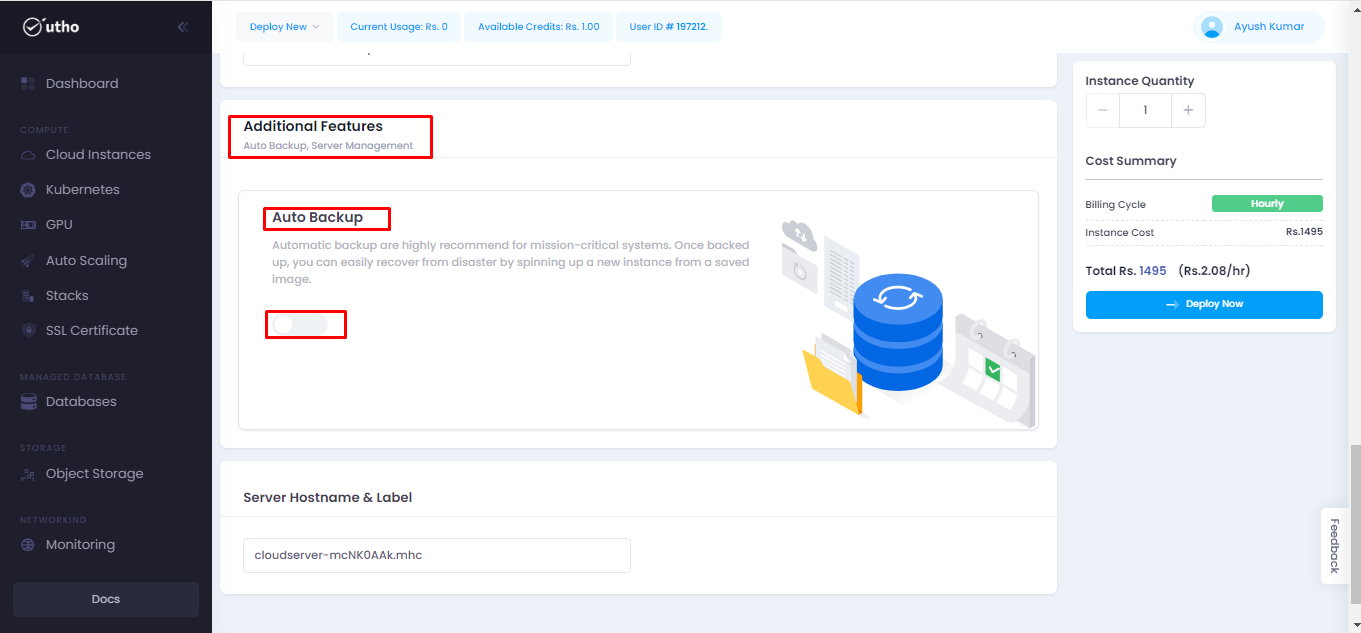 utho
Deploy New
Current Usage: Rs. 0
Available Credits: Rs. 1.00
User ID # 197212.
Ayush Kumar
Dashboard
COMPUTE
Cloud Instances
Kubernetes
GPU
Auto Scaling
Stacks
SSL Certificate
MANAGED DATABASE
Databases
STORAGE
Object Storage
NETWORKING
Monitoring
Docs
Additional Features
Auto Backup, Server Management
Auto Backup
Automatic backup are highly recommend for mission-critical systems. Once backed
up, you can easily recover from disaster by spinning up a new instance from a saved
image.
Server Hostname & Label
cloudserver-mcNK0AAk.mhc
Instance Quantity
1
Cost Summary
Billing Cycle Hourly
Instance Cost Rs.1495
Total Rs. 1495 (Rs.2.08/hr)
Deploy Now
Feedback